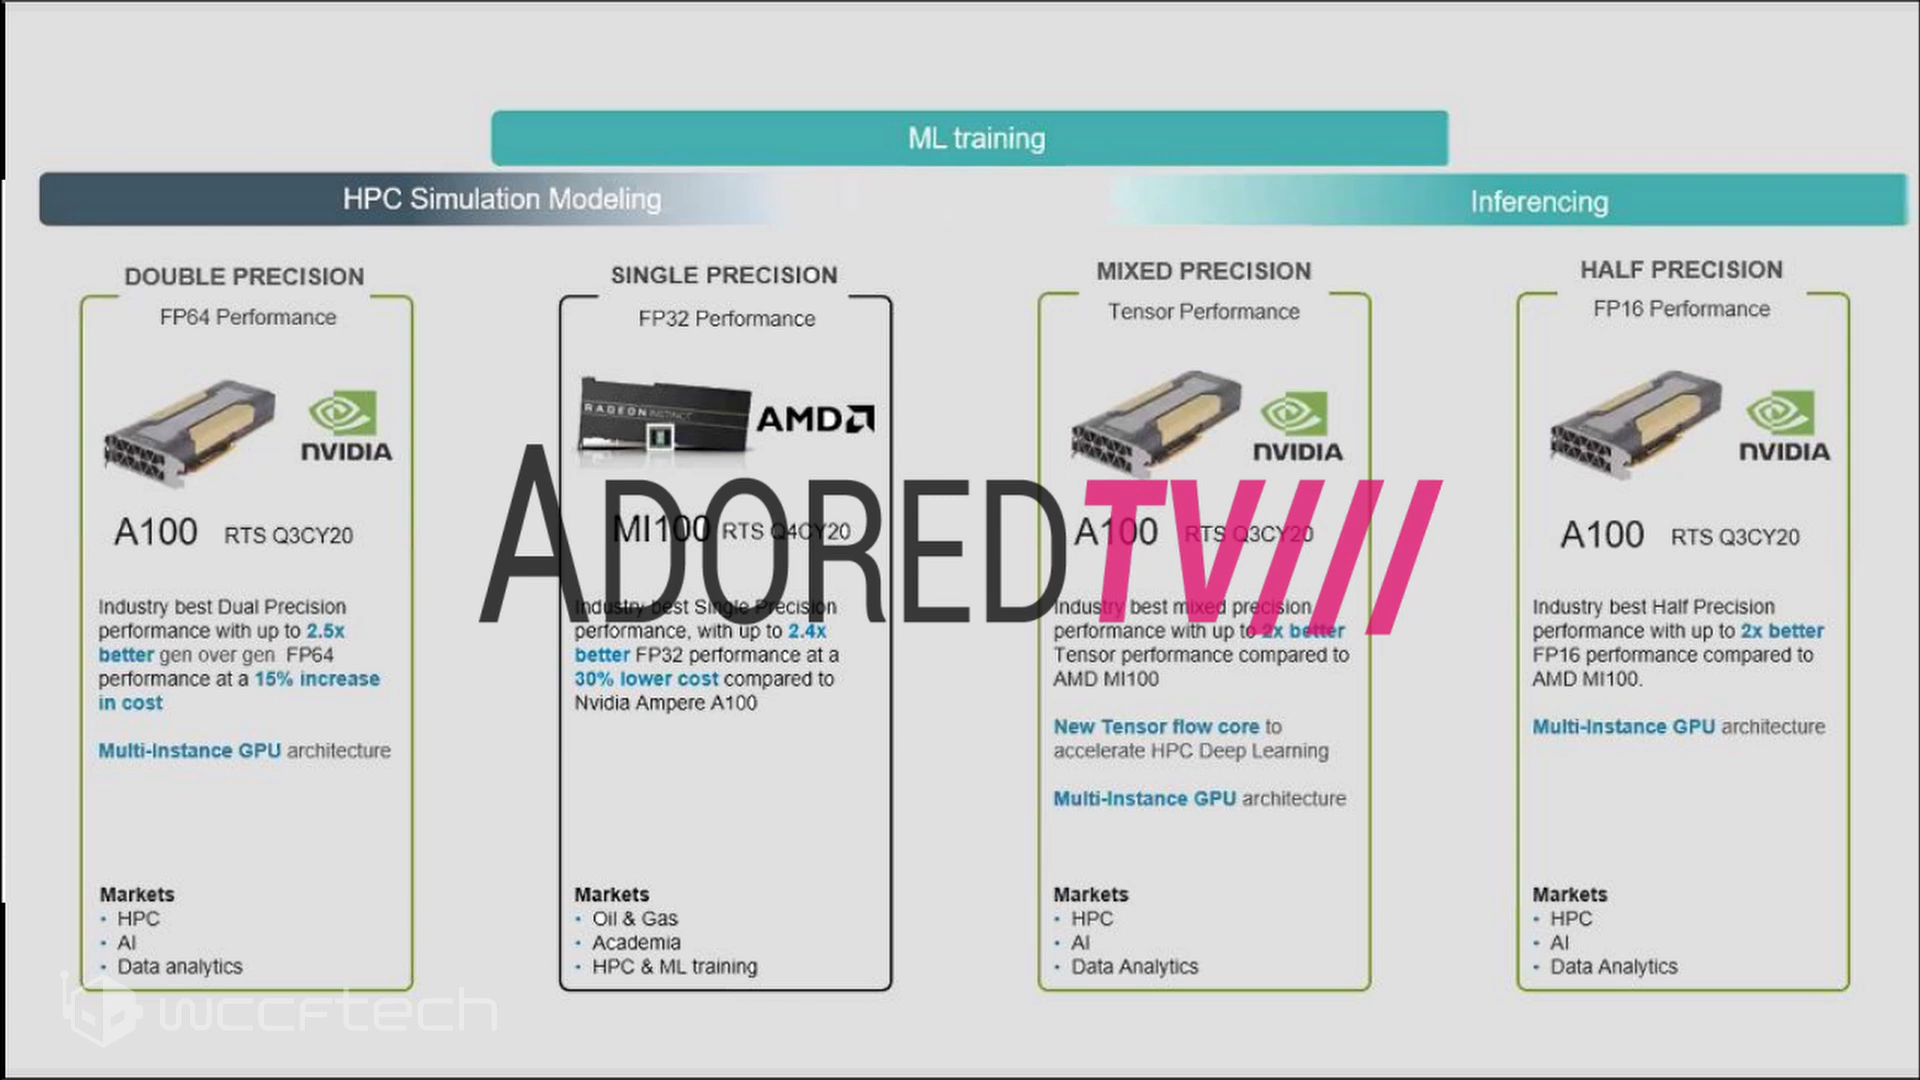 ML training
HPC Simulation Modeling
Inferencing
DOUBLE PRECISION
FP64 Performance
NVIDIA
A100 RTS Q3CY20
Industry best Dual Precision
performance with up to 2.5x
better gen over gen FP64
performance at a 15% increase
in cost
Multi-Instance GPU architecture
Markets
• HPC
• AI
• Data analytics
SINGLE PRECISION
FP32 Performance
RADEON INSTINCT
AMD
MI100 RTS Q4CY20
Industry best Single Precision
performance, with up to 2.4x
better FP32 performance at a
30% lower cost compared to
Nvidia Ampere A100
Markets
• Oil & Gas
• Academia
• HPC & ML training
MIXED PRECISION
Tensor Performance
NVIDIA
A100 RTS Q3CY20
Industry best mixed precision
performance with up to 2x better
Tensor performance compared to
AMD MI100
New Tensor flow core to
accelerate HPC Deep Learning
Multi-Instance GPU architecture
Markets
• HPC
• AI
• Data Analytics
HALF PRECISION
FP16 Performance
NVIDIA
A100 RTS Q3CY20
Industry best Half Precision
performance with up to 2x better
FP16 performance compared to
AMD MI100.
Multi-Instance GPU architecture
Markets
• HPC
• AI
• Data Analytics
ADOREDTV///
wccftech